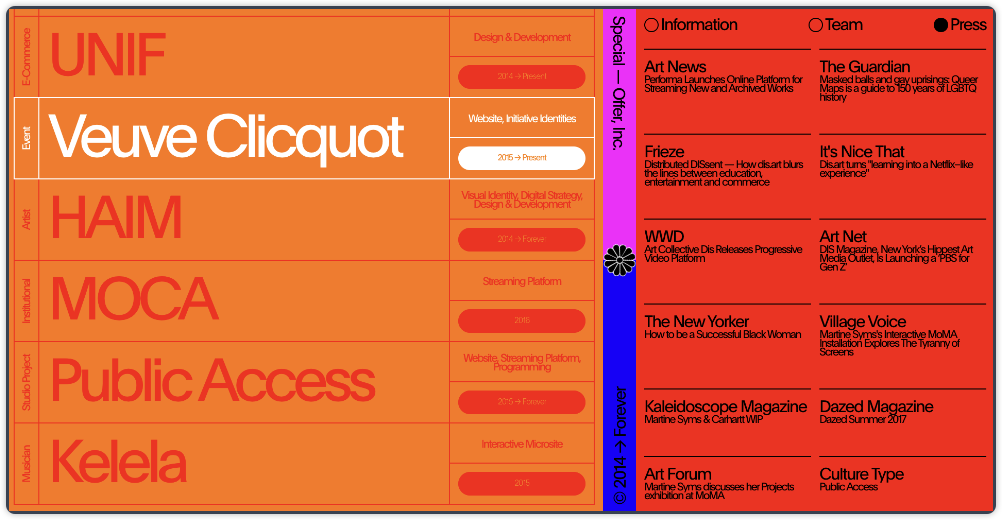 E-Commerce
UNIF
Design & Development
2014 → Present
Event
Veuve Clicquot
Website, Initiative Identities
2015 → Present
Artist
HAIM
Visual Identity, Digital Strategy,
Design & Development
2014 → Forever
Institutional
MOCA
Streaming Platform
2018
Studio Project
Public Access
Website, Streaming Platform,
Programming
2015 → Forever
Musician
Kelela
Interactive Microsite
2015
Special — Offer, Inc.
© 2014 → Forever
Information
Team
Press
Art News
Performa Launches Online Platform for
Streaming New and Archived Works
The Guardian
Masked balls and gay uprisings: Queer
Maps is a guide to 150 years of LGBTQ
history
Frieze
Distributed DISsent — How dis.art blurs
the lines between education,
entertainment and commerce
It's Nice That
Dis.art turns "learning into a Netflix–like
experience"
WWD
Art Collective Dis Releases Progressive
Video Platform
Art Net
DIS Magazine, New York's Hippest Art
Media Outlet, Is Launching a 'PBS for
Gen Z'
The New Yorker
How to be a Successful Black Woman
Village Voice
Martine Syms's Interactive MoMA
Installation Explores The Tyranny of
Screens
Kaleidoscope Magazine
Martine Syms & Carhartt WIP
Dazed Magazine
Dazed Summer 2017
Art Forum
Martine Syms discusses her Projects
exhibition at MoMA
Culture Type
Public Access